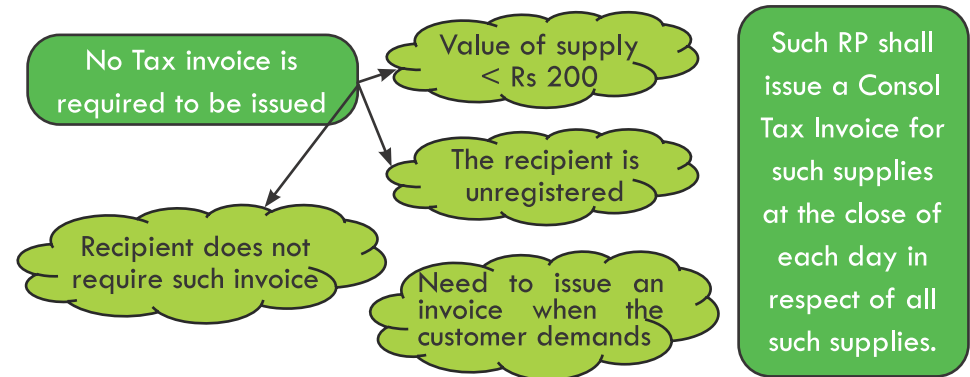 No Tax invoice is
required to be issued
Value of supply
< Rs 200
The recipient is
unregistered
Recipient does not
require such invoice
Need to issue an
invoice when the
customer demands
Such RP shall
issue a Consol
Tax Invoice for
such supplies
at the close of
each day in
respect of all
such supplies.